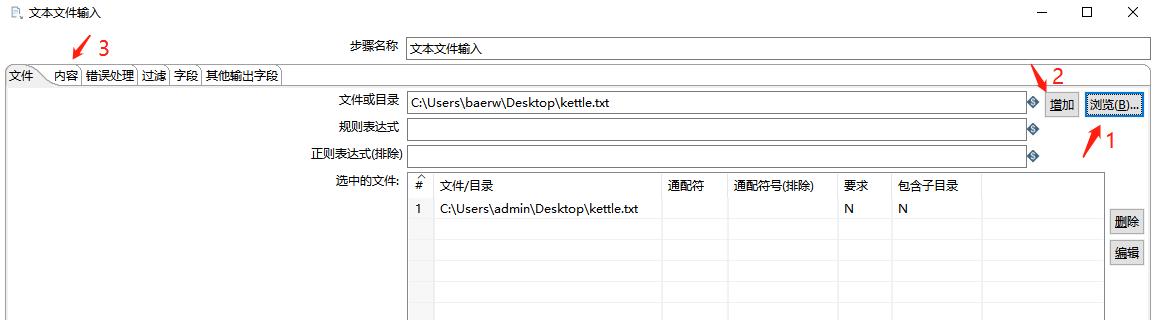 文本文件输入
3
步骤名称 文本文件输入
文件 内容 错误处理 过滤 字段 其他输出字段
2
文件或目录 C:\Users\baerw\Desktop\kettle.txt 增加 浏览(B)...
规则表达式
1
正则表达式(排除)
选中的文件: # 文件/目录 通配符 通配符号(排除) 要求 包含子目录
1 C:\Users\admin\Desktop\kettle.txt N N
删除
编辑